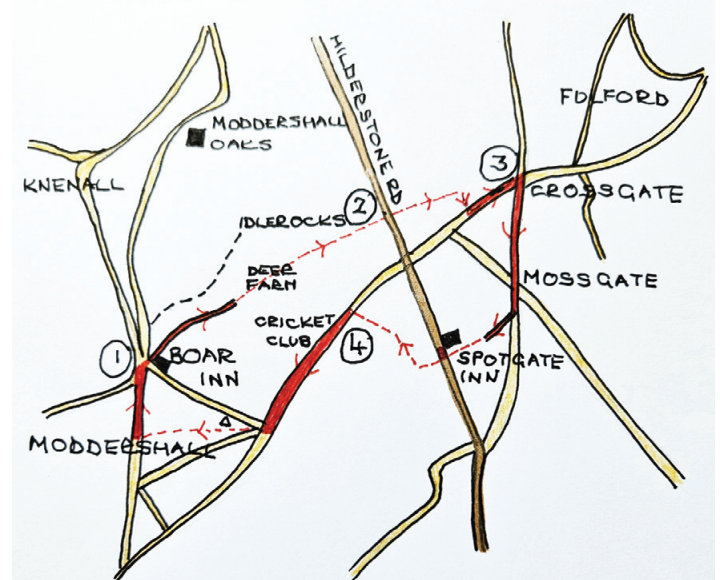 HILDERSTONE RD
FULFORD
MODDERSHALL
OAKS
3
KNENALL
CROSSGATE
2
IDLEROCKS
DEER
FARM
MOSSGATE
CRICKET
CLUB
1
BOAR
INN
4
SPOTGATE
INN
MODDERSHALL